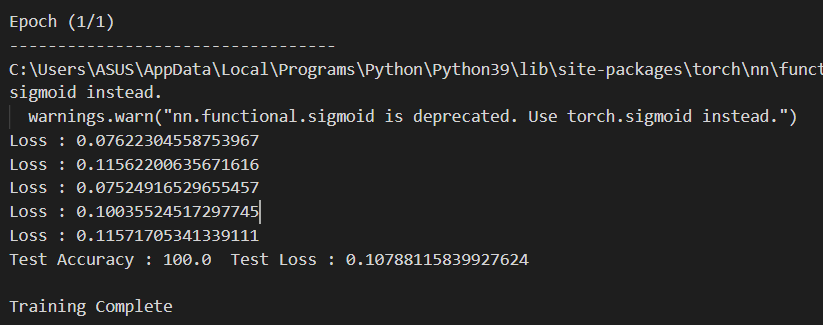 Epoch (1/1)
----------------------------------
C:\Users\ASUS\AppData\Local\Programs\Python\Python39\lib\site-packages\torch\nn\funct
sigmoid instead.
warnings.warn("nn.functional.sigmoid is deprecated. Use torch.sigmoid instead.")
Loss : 0.07622304558753967
Loss : 0.11562200635671616
Loss : 0.07524916529655457
Loss : 0.10035524517297745
Loss : 0.11571705341339111
Test Accuracy : 100.0  Test Loss : 0.10788115839927624
Training Complete